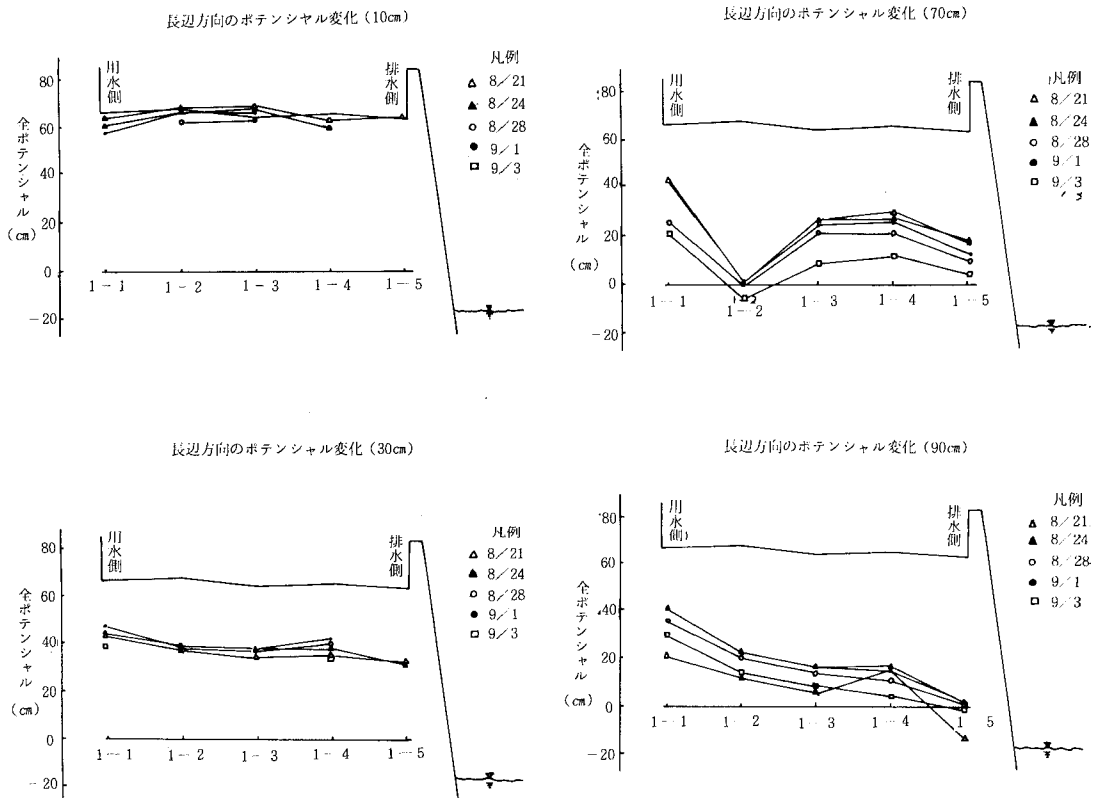 長辺方向のポテンシヤル変化(10cm)
80
60
40
20
0
-20
全ポテンシャル
(cm)
用水側
排水側
凡例
△ 8/21
▲ 8/24
○ 8/28
● 9/1
□ 9/3
1-1
1-2
1-3
1-4
1-5
長辺方向のポテンシャル変化(70cm)
80
60
40
20
0
-20
全ポテンシャル
(cm)
用水側
排水側
凡例
△ 8/21
▲ 8/24
○ 8/28
● 9/1
□ 9/3
1-1
1-2
1-3
1-4
1-5
長辺方向のポテンシャル変化(30cm)
80
60
40
20
0
-20
全ポテンシャル
(cm)
用水側
排水側
凡例
△ 8/21
▲ 8/24
○ 8/28
● 9/1
□ 9/3
1-1
1-2
1-3
1-4
1-5
長辺方向のポテンシャル変化(90cm)
80
60
40
20
0
-20
全ポテンシャル
(cm)
用水側
排水側
凡例
△ 8/21
▲ 8/24
○ 8/28
● 9/1
□ 9/3
1-1
1-2
1-3
1-4
1-5